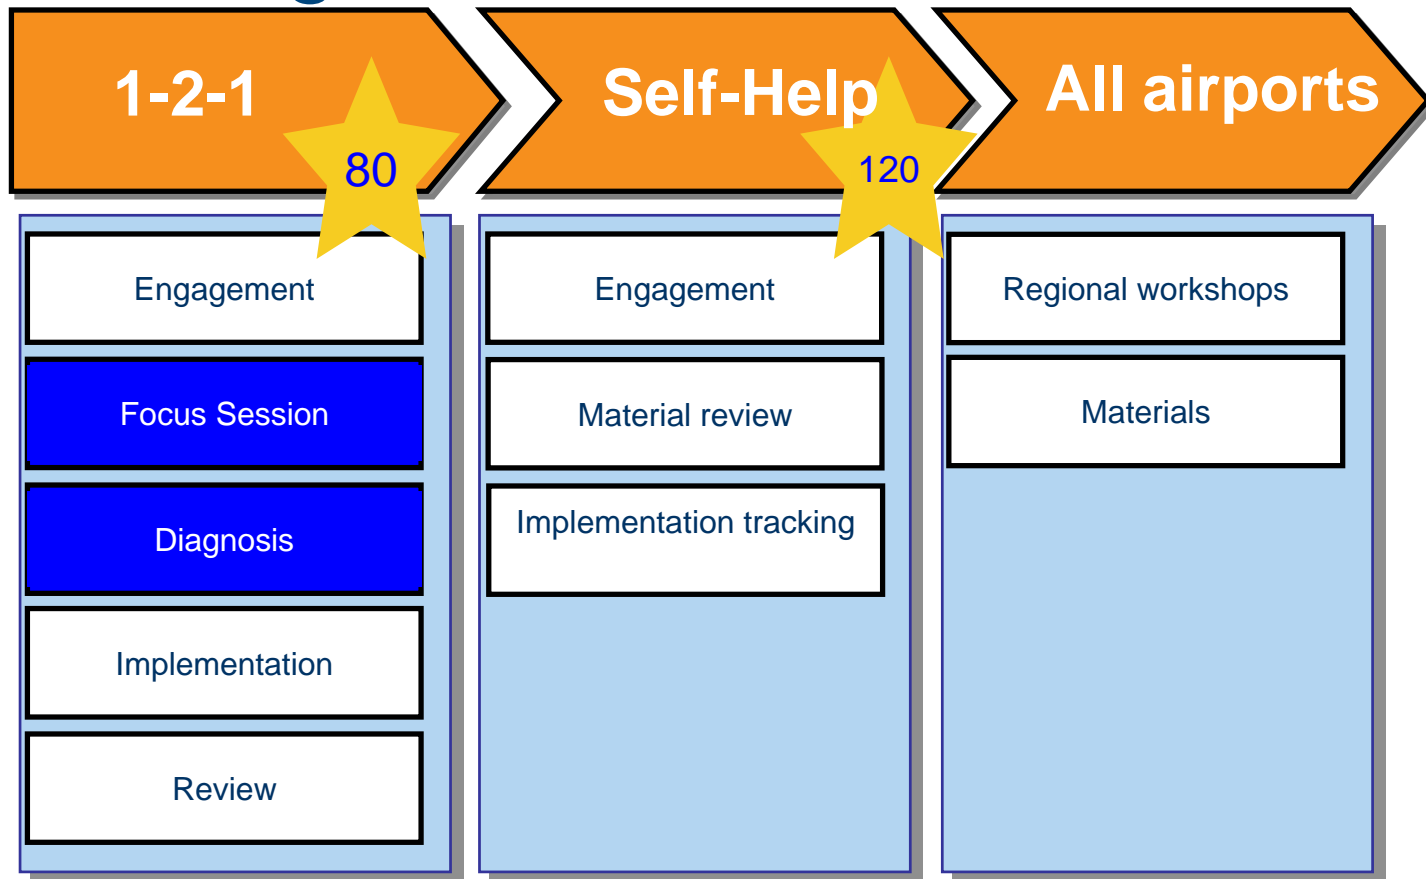 1-2-1
80
Self-Help
120
All airports
Engagement
Focus Session
Diagnosis
Implementation
Review
Engagement
Material review
Implementation tracking
Regional workshops
Materials